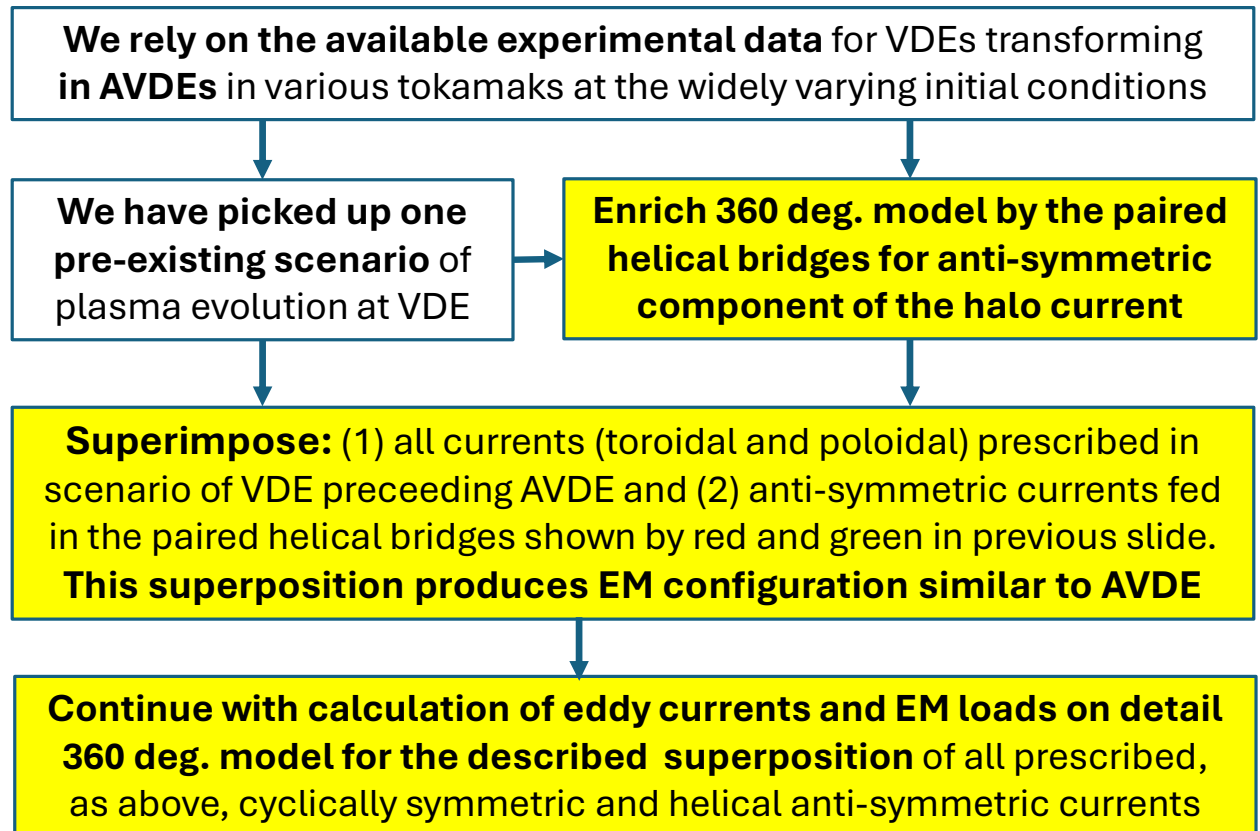 We rely on the available experimental data for VDEs transforming
in AVDEs in various tokamaks at the widely varying initial conditions
We have picked up one
pre-existing scenario of
plasma evolution at VDE
Enrich 360 deg. model by the paired
helical bridges for anti-symmetric
component of the halo current
Superimpose: (1) all currents (toroidal and poloidal) prescribed in
scenario of VDE preceeding AVDE and (2) anti-symmetric currents fed
in the paired helical bridges shown by red and green in previous slide.
This superposition produces EM configuration similar to AVDE
Continue with calculation of eddy currents and EM loads on detail
360 deg. model for the described superposition of all prescribed,
as above, cyclically symmetric and helical anti-symmetric currents